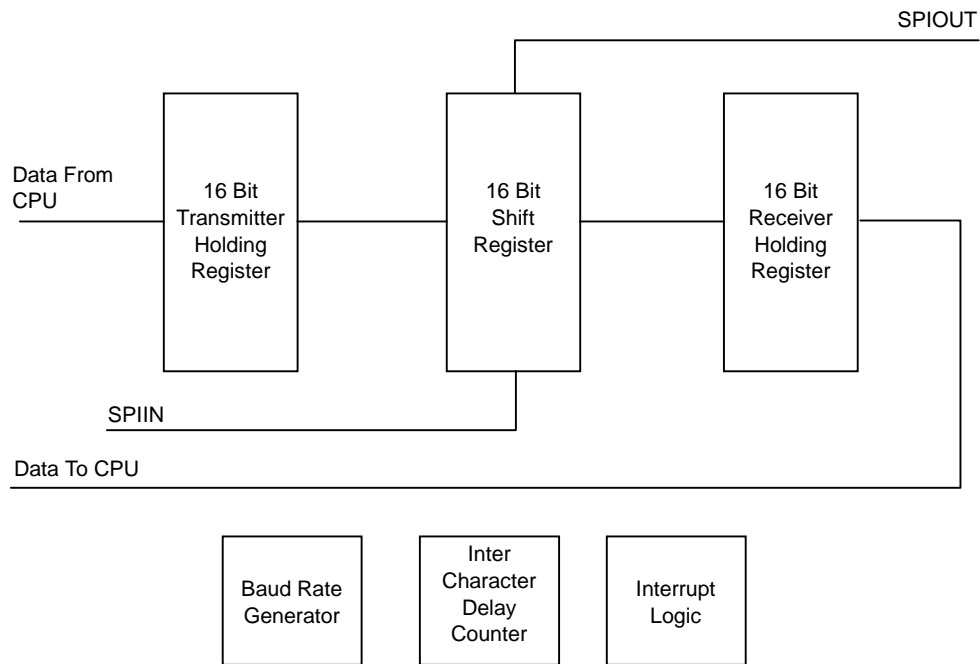 SPIOUT
Data From
CPU
16 Bit
Transmitter
Holding
Register
16 Bit
Shift
Register
16 Bit
Receiver
Holding
Register
SPIIN
Data To CPU
Baud Rate
Generator
Inter
Character
Delay
Counter
Interrupt
Logic